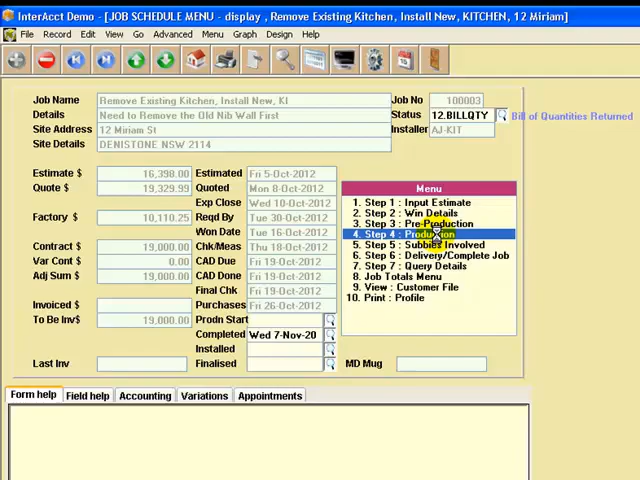 InterAcct Demo - [JOB SCHEDULE MENU - display , Remove Existing Kitchen, Install New, KITCHEN, 12 Miriam]
File Record Edit View Go Advanced Menu Graph Design Help
Job Name Remove Existing Kitchen, Install New, KI Job No 100003
Details Need to Remove the Old Nib Wall First Status 12.BILLQTY Bill of Quantities Returned
Site Address 12 Miriam St Installer AJ-KIT
Site Details DENISTONE NSW 2114
Estimate $ 16,398.00 Estimated Fri 5-Oct-2012
Quote $ 19,329.99 Quoted Mon 8-Oct-2012
Exp Close Wed 10-Oct-2012
Factory $ 10,110.25 Reqd By Tue 30-Oct-2012
Won Date Tue 16-Oct-2012
Contract $ 19,000.00 Chk/Meas Thu 18-Oct-2012
Var Cont $ 0.00 CAD Due Fri 19-Oct-2012
Adj Sum $ 19,000.00 CAD Done Fri 19-Oct-2012
Final Chk Fri 19-Oct-2012
Invoiced $ Purchases Fri 26-Oct-2012
To Be Inv$ 19,000.00 Prodn Start
Completed Wed 7-Nov-20
Installed
Last Inv Finalised MD Mug
Menu
1. Step 1 : Input Estimate
2. Step 2 : Win Details
3. Step 3 : Pre-Production
4. Step 4 : Production
5. Step 5 : Subbies Involved
6. Step 6 : Delivery/Complete Job
7. Step 7 : Query Details
8. Job Totals Menu
9. View : Customer File
10. Print : Profile
Form help Field help Accounting Variations Appointments